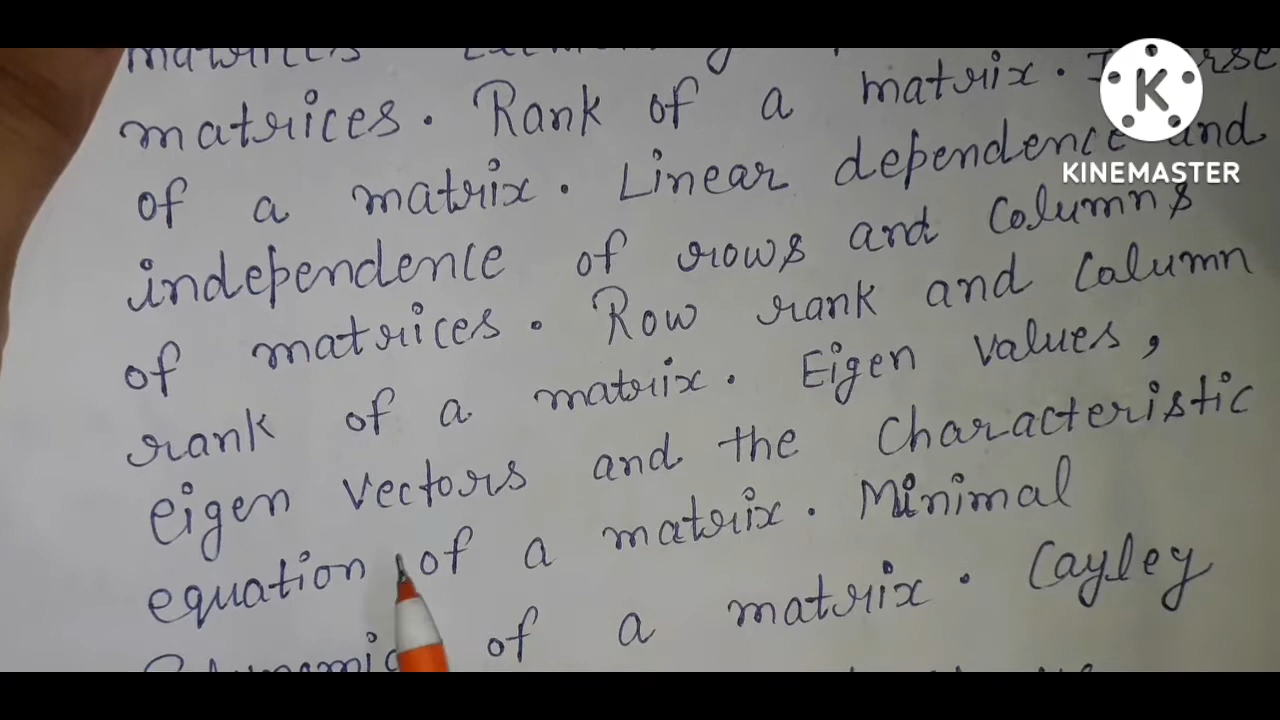 matrices. Rank of a matrix.
of a matrix. Linear dependence and
independence of rows and columns
of matrices. Row rank and column
rank of a matrix. Eigen values,
eigen vectors and the characteristic
equation of a matrix. Minimal
of a matrix. Cayley
K
KINEMASTER